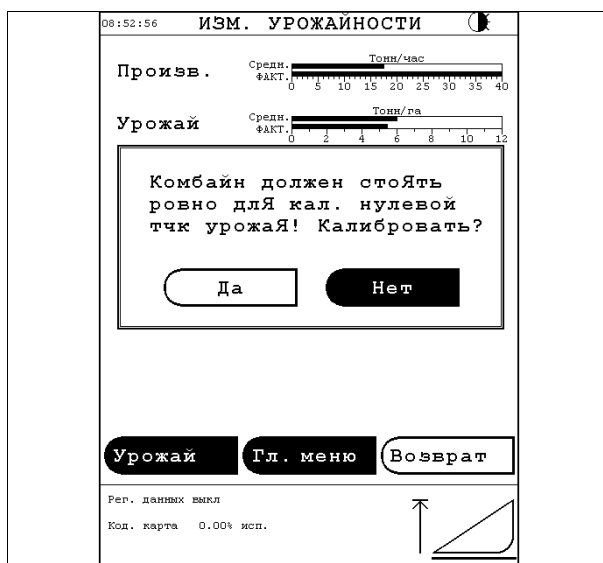 08:52:56 ИЗМ. УРОЖАЙНОСТИ
Тонн/час
Произв. Средн.
ФАКТ.
0 5 10 15 20 25 30 35 40
Тонн/га
Урожай Средн.
ФАКТ.
0 2 4 6 8 10 12
Комбайн должен стоЯть
ровно длЯ кал. нулевой
тчк урожаЯ! Калибровать?
Да Нет
Урожай Гл. меню Возврат
Рег. данных выкл
Код. карта 0.00% исп.